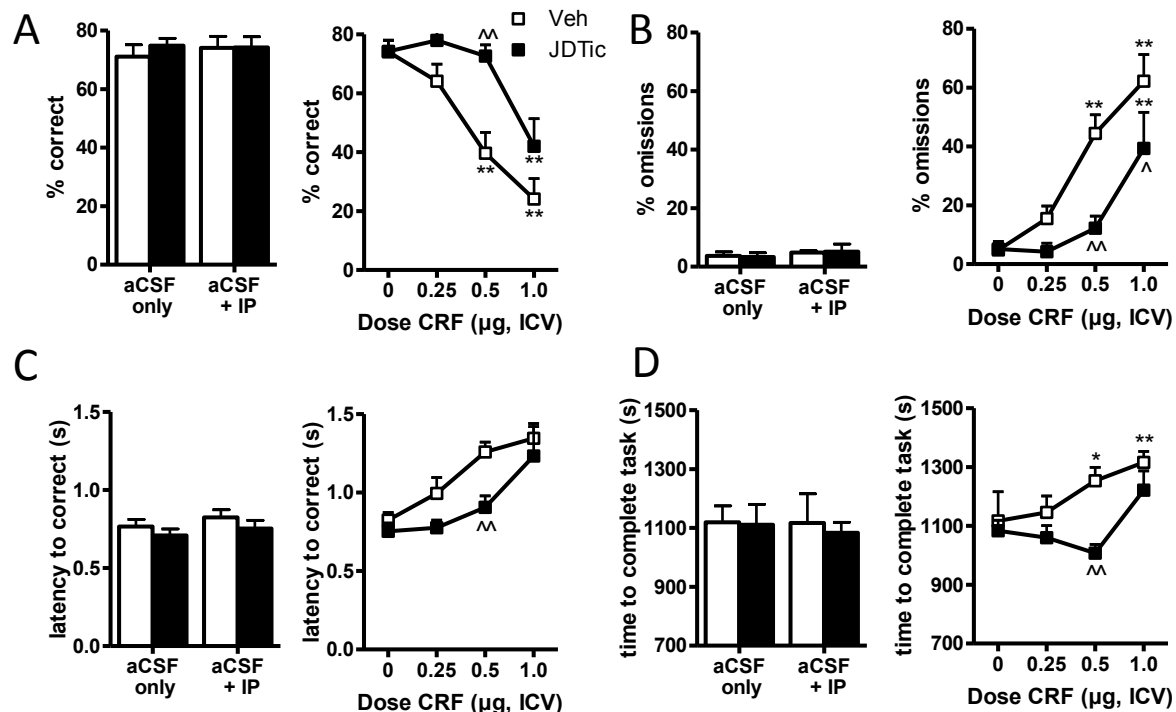 A
80
60
40
20
0
% correct
aCSF only
aCSF + IP
80
60
40
20
0
% correct
^^
**
**
**
0 0.25 0.5 1.0
Dose CRF (µg, ICV)
Veh
JDTic
B
80
60
40
20
0
% omissions
aCSF only
aCSF + IP
80
60
40
20
0
% omissions
**
**
**
^
^^
0 0.25 0.5 1.0
Dose CRF (µg, ICV)
C
1.5
1.0
0.5
0.0
latency to correct (s)
aCSF only
aCSF + IP
1.5
1.0
0.5
0.0
latency to correct (s)
^^
0 0.25 0.5 1.0
Dose CRF (µg, ICV)
D
1500
1300
1100
900
700
time to complete task (s)
aCSF only
aCSF + IP
1500
1300
1100
900
700
time to complete task (s)
*
**
^^
0 0.25 0.5 1.0
Dose CRF (µg, ICV)